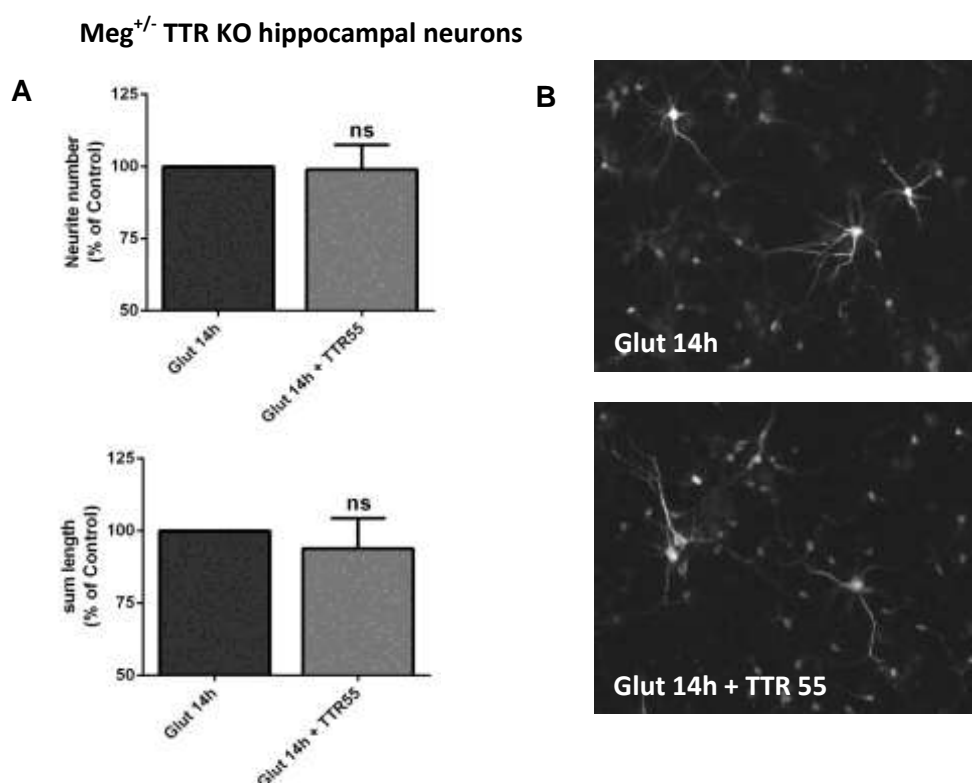 Meg+/- TTR KO hippocampal neurons
A
125
100
75
50
Neurite number
(% of Control)
ns
Glut 14h
Glut 14h + TTR55
125
100
75
50
sum length
(% of Control)
ns
Glut 14h
Glut 14h + TTR55
B
Glut 14h
Glut 14h + TTR 55